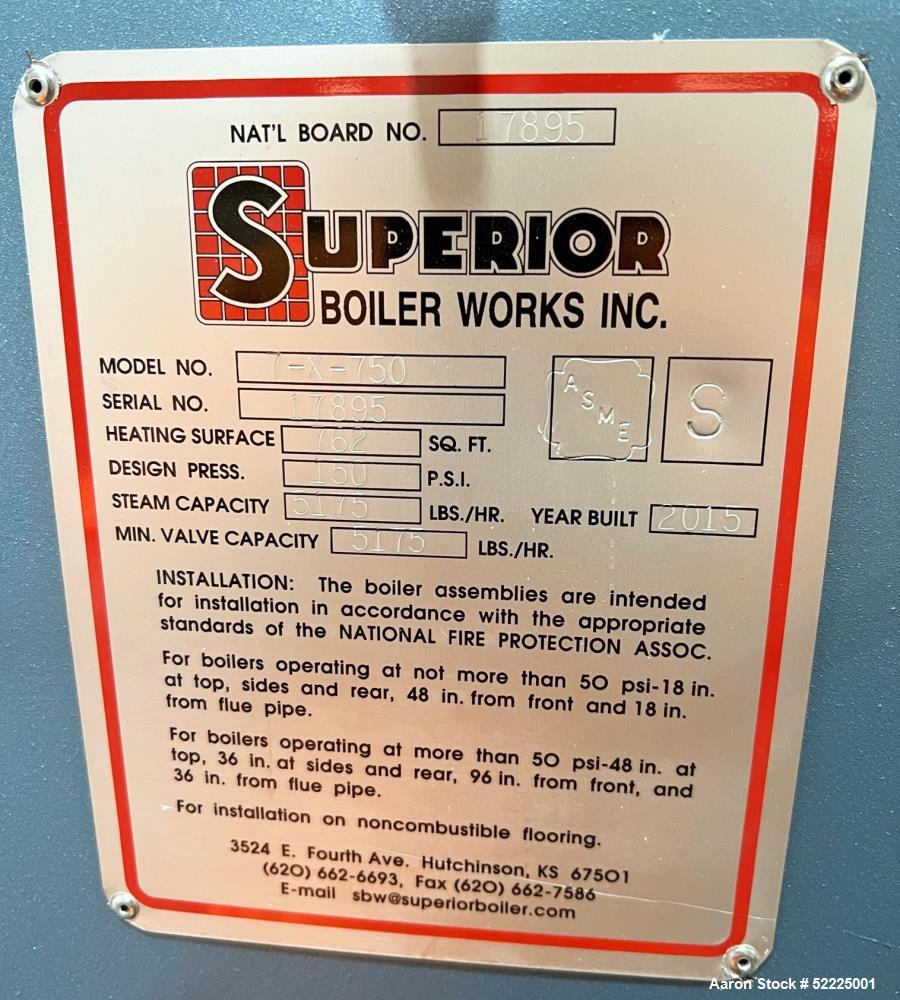 NAT'L BOARD NO. 17895
SUPERIOR
BOILER WORKS INC.
MODEL NO. 7-X-750
SERIAL NO. 17895
HEATING SURFACE 762 SQ. FT.
DESIGN PRESS. 150 P.S.I.
STEAM CAPACITY 5175 LBS./HR. YEAR BUILT 2015
MIN. VALVE CAPACITY 5175 LBS./HR.
ASME
S
INSTALLATION: The boiler assemblies are intended
for installation in accordance with the appropriate
standards of the NATIONAL FIRE PROTECTION ASSOC.
For boilers operating at not more than 50 psi-18 in.
at top, sides and rear, 48 in. from front and 18 in.
from flue pipe.
For boilers operating at more than 50 psi-48 in. at
top, 36 in. at sides and rear, 96 in. from front, and
36 in. from flue pipe.
For installation on noncombustible flooring.
3524 E. Fourth Ave. Hutchinson, KS 67501
(620) 662-6693, Fax (620) 662-7586
E-mail sbw@superiorboiler.com
Aaron Stock # 52225001